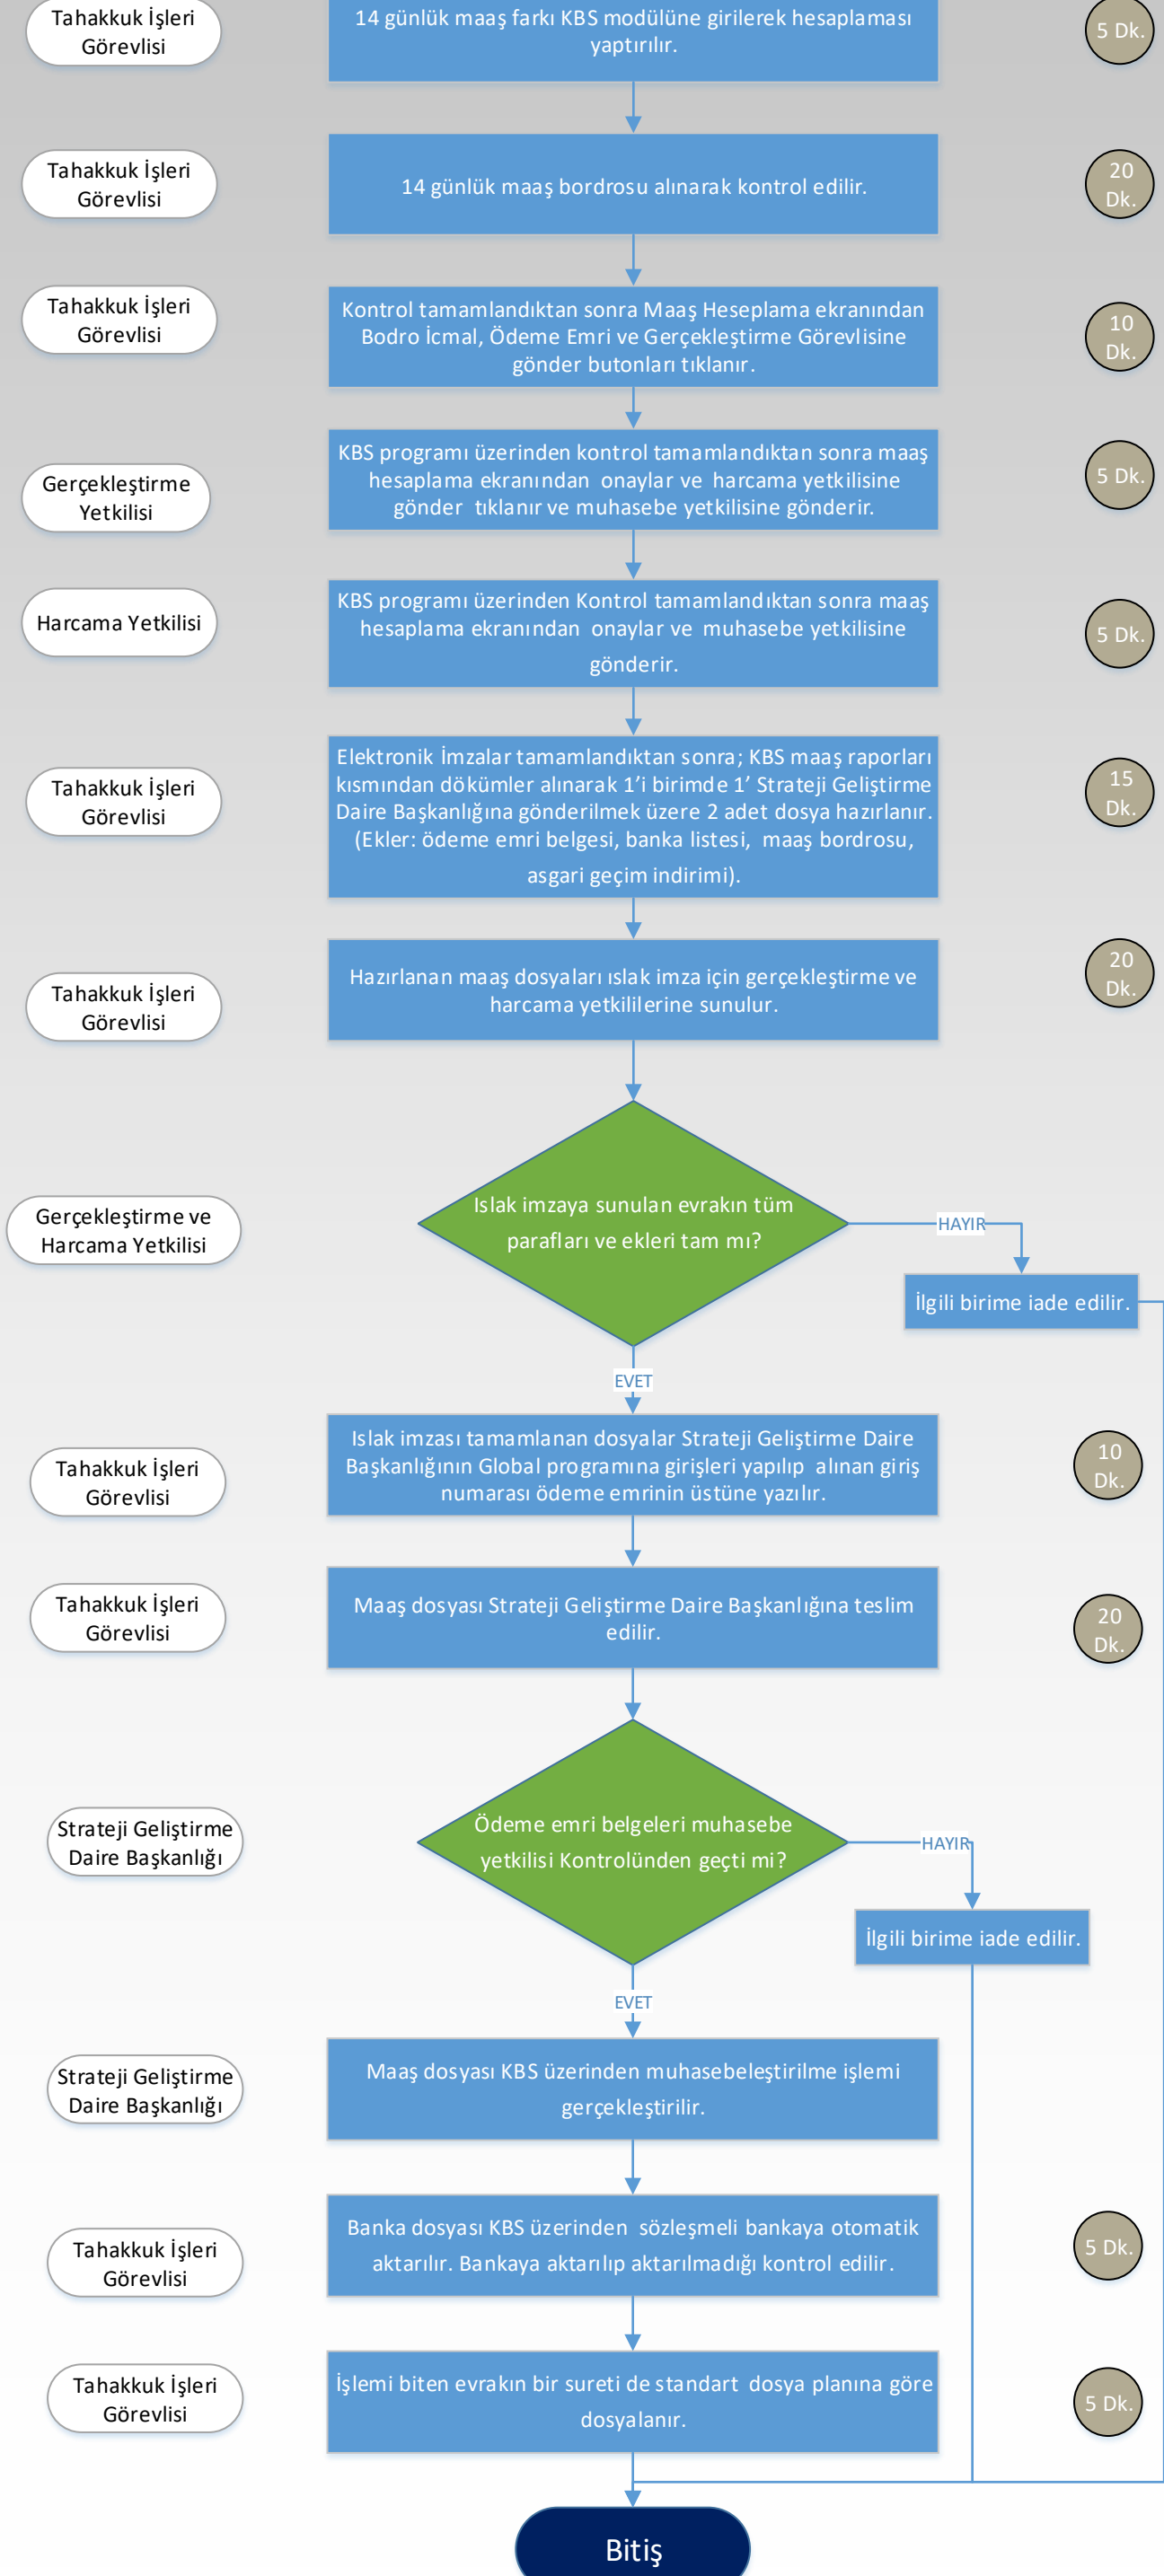 Tahakkuk İşleri
Görevlisi
14 günlük maaş farkı KBS modülüne girilerek hesaplaması
yaptırılır.
5 Dk.
Tahakkuk İşleri
Görevlisi
14 günlük maaş bordrosu alınarak kontrol edilir.
20
Dk.
Tahakkuk İşleri
Görevlisi
Kontrol tamamlandıktan sonra Maaş Heseplama ekranından
Bodro İcmal, Ödeme Emri ve Gerçekleştirme Görevlisine
gönder butonları tıklanır.
10
Dk.
Gerçekleştirme
Yetkilisi
KBS programı üzerinden kontrol tamamlandıktan sonra maaş
hesaplama ekranından onaylar ve harcama yetkilisine
gönder tıklanır ve muhasebe yetkilisine gönderir.
5 Dk.
Harcama Yetkilisi
KBS programı üzerinden Kontrol tamamlandıktan sonra maaş
hesaplama ekranından onaylar ve muhasebe yetkilisine
gönderir.
5 Dk.
Tahakkuk İşleri
Görevlisi
Elektronik İmzalar tamamlandıktan sonra; KBS maaş raporları
kısmından dökümler alınarak 1’i birimde 1’ Strateji Geliştirme
Daire Başkanlığına gönderilmek üzere 2 adet dosya hazırlanır.
(Ekler: ödeme emri belgesi, banka listesi, maaş bordrosu,
asgari geçim indirimi).
15
Dk.
Tahakkuk İşleri
Görevlisi
Hazırlanan maaş dosyaları ıslak imza için gerçekleştirme ve
harcama yetkililerine sunulur.
20
Dk.
Gerçekleştirme ve
Harcama Yetkilisi
Islak imzaya sunulan evrakın tüm
parafları ve ekleri tam mı?
HAYIR
İlgili birime iade edilir.
EVET
Tahakkuk İşleri
Görevlisi
Islak imzası tamamlanan dosyalar Strateji Geliştirme Daire
Başkanlığının Global programına girişleri yapılıp alınan giriş
numarası ödeme emrinin üstüne yazılır.
10
Dk.
Tahakkuk İşleri
Görevlisi
Maaş dosyası Strateji Geliştirme Daire Başkanlığına teslim
edilir.
20
Dk.
Strateji Geliştirme
Daire Başkanlığı
Ödeme emri belgeleri muhasebe
yetkilisi Kontrolünden geçti mi?
HAYIR
İlgili birime iade edilir.
EVET
Strateji Geliştirme
Daire Başkanlığı
Maaş dosyası KBS üzerinden muhasebeleştirilme işlemi
gerçekleştirilir.
Tahakkuk İşleri
Görevlisi
Banka dosyası KBS üzerinden sözleşmeli bankaya otomatik
aktarılır. Bankaya aktarılıp aktarılmadığı kontrol edilir.
5 Dk.
Tahakkuk İşleri
Görevlisi
İşlemi biten evrakın bir sureti de standart dosya planına göre
dosyalanır.
5 Dk.
Bitiş